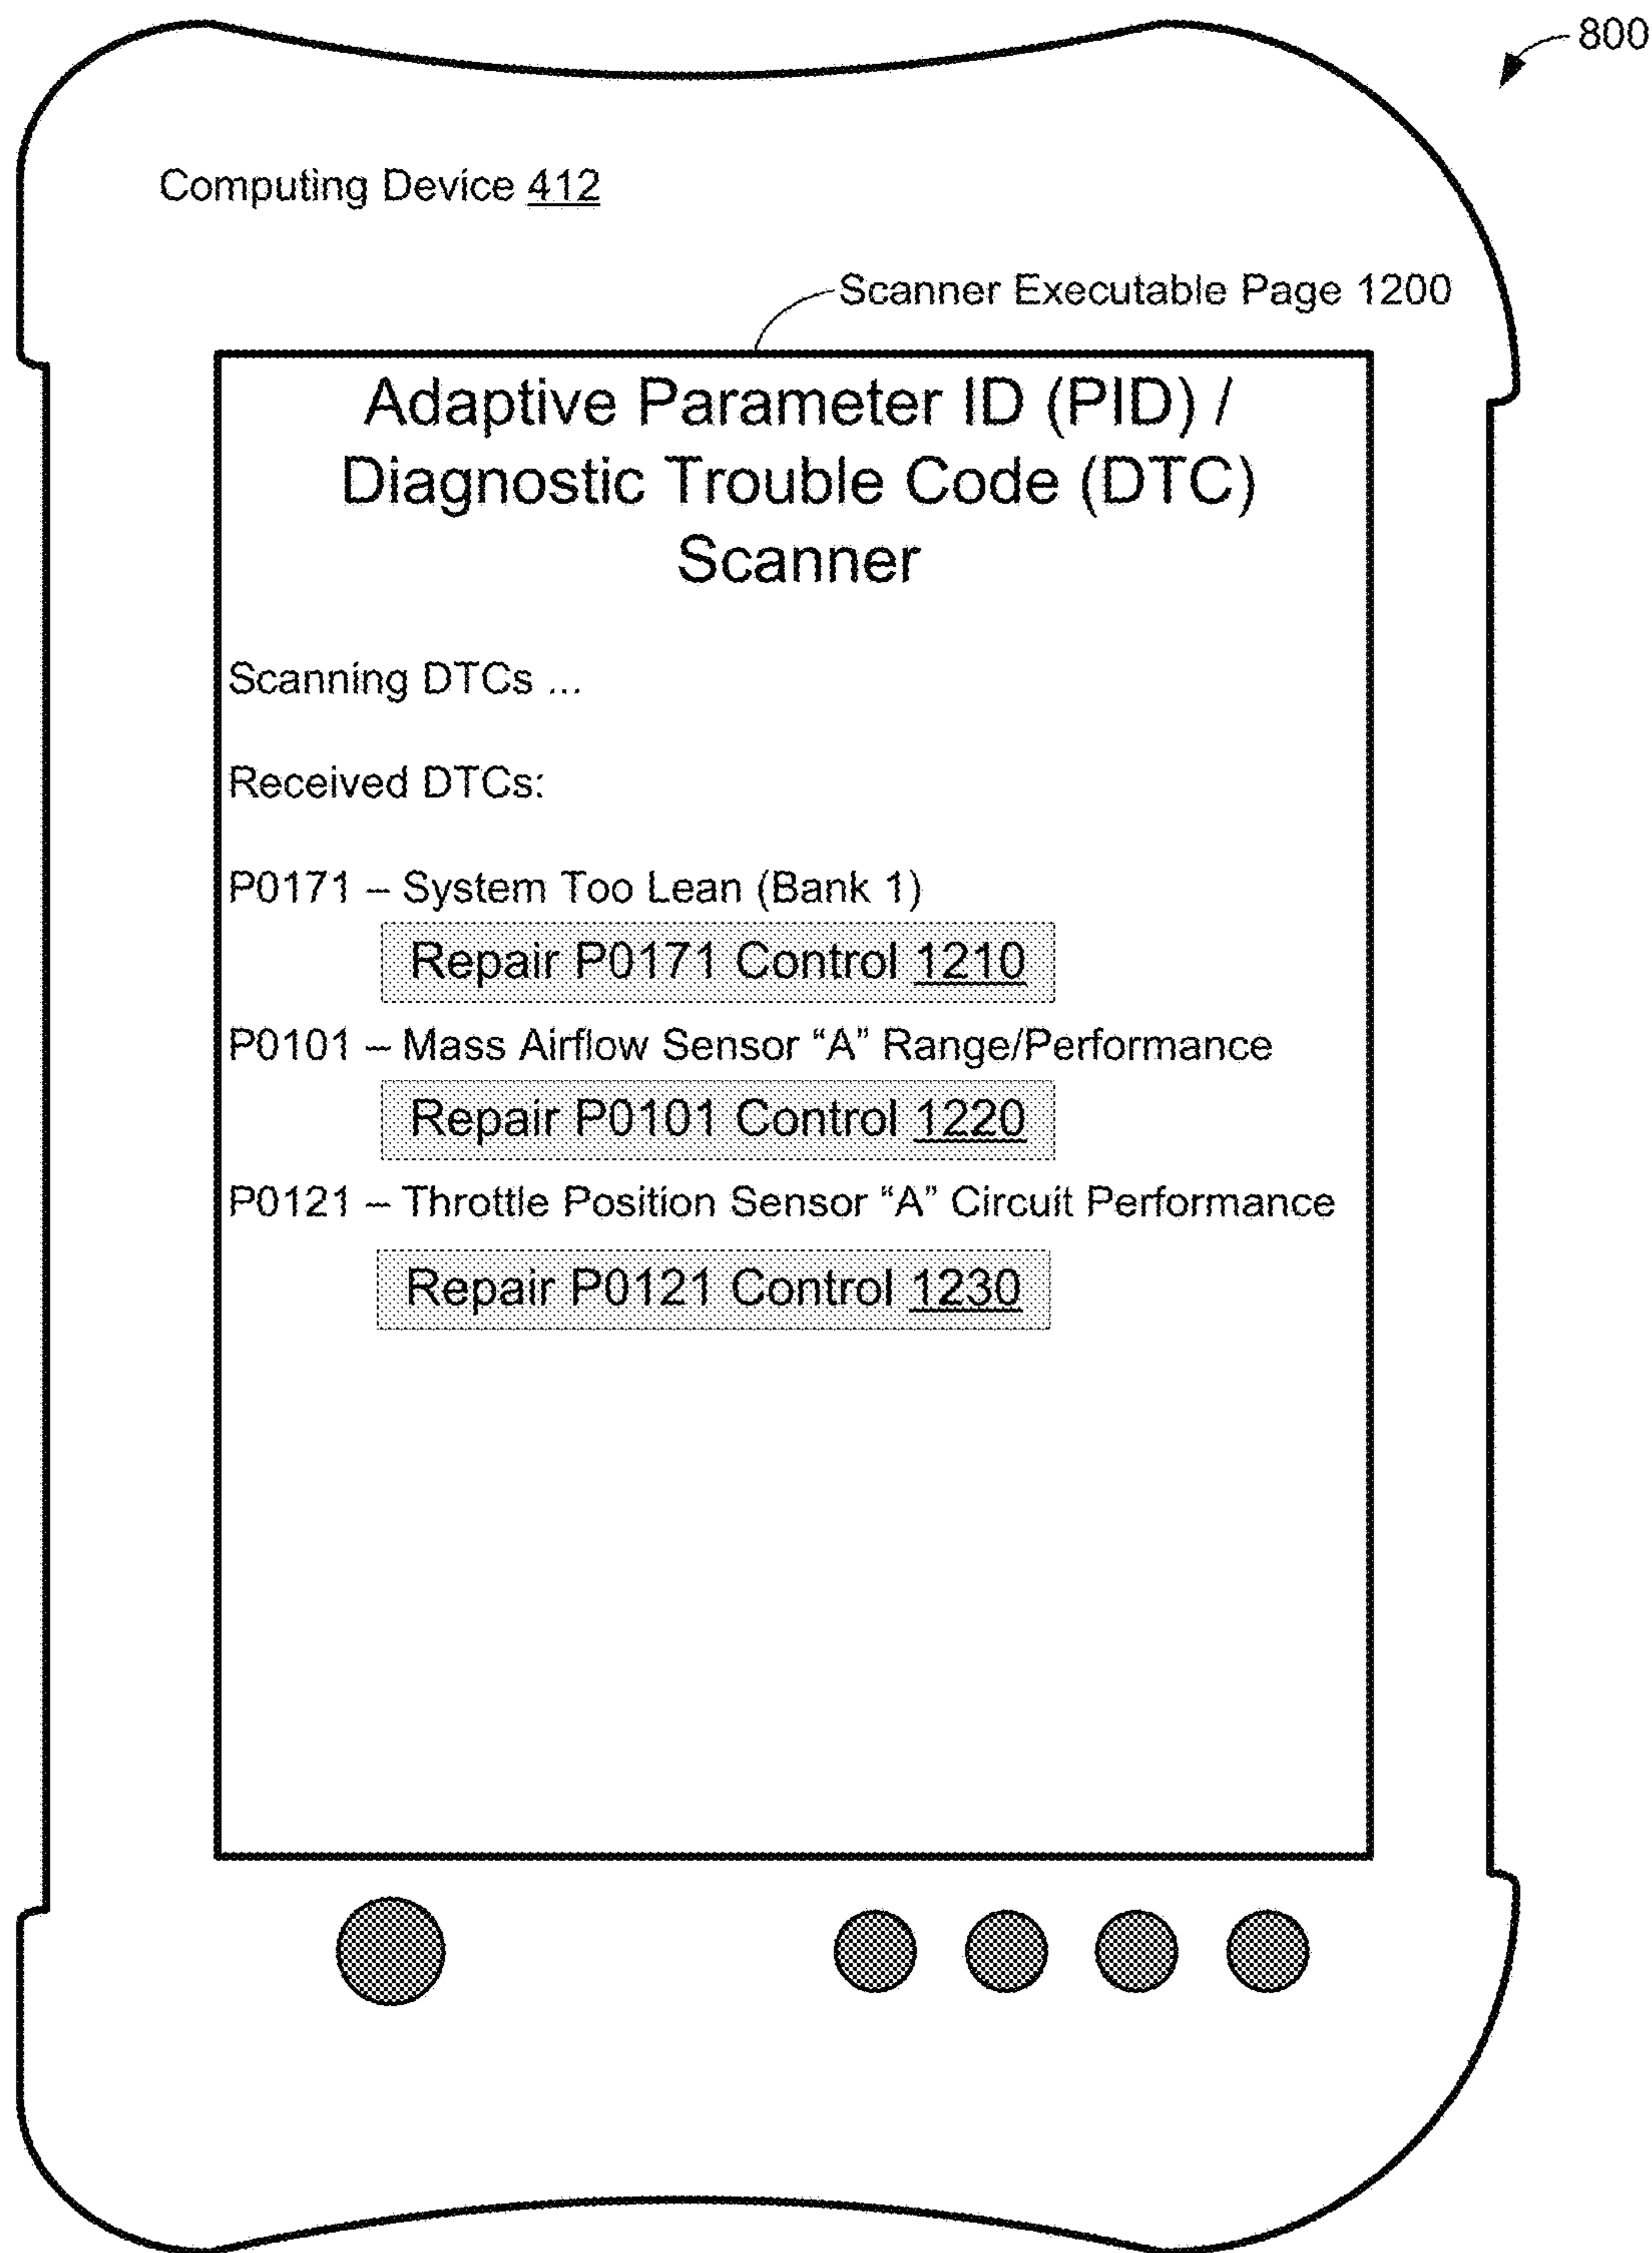 800
Computing Device 412
Scanner Executable Page 1200
Adaptive Parameter ID (PID) /
Diagnostic Trouble Code (DTC)
Scanner
Scanning DTCs ...
Received DTCs:
P0171 – System Too Lean (Bank 1)
Repair P0171 Control 1210
P0101 – Mass Airflow Sensor “A” Range/Performance
Repair P0101 Control 1220
P0121 – Throttle Position Sensor “A” Circuit Performance
Repair P0121 Control 1230